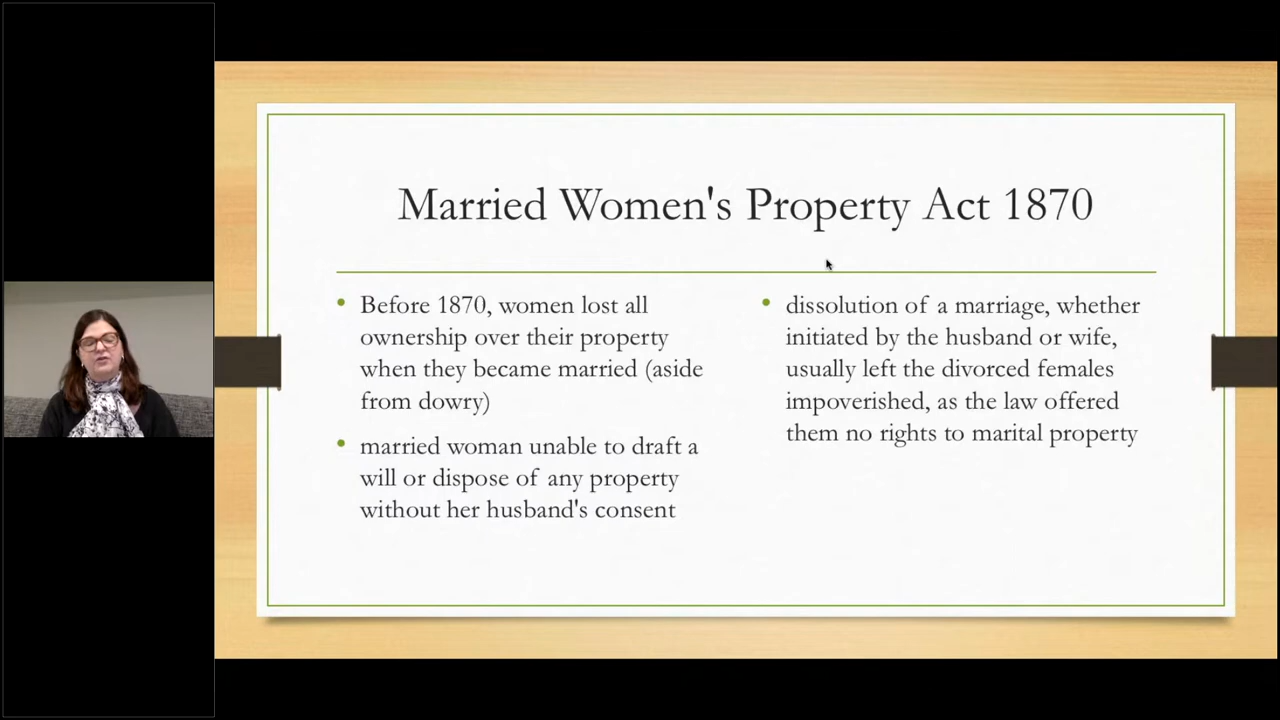 Married Women's Property Act 1870
Before 1870, women lost all
ownership over their property
when they became married (aside
from dowry)
married woman unable to draft a
will or dispose of any property
without her husband's consent
dissolution of a marriage, whether
initiated by the husband or wife,
usually left the divorced females
impoverished, as the law offered
them no rights to marital property